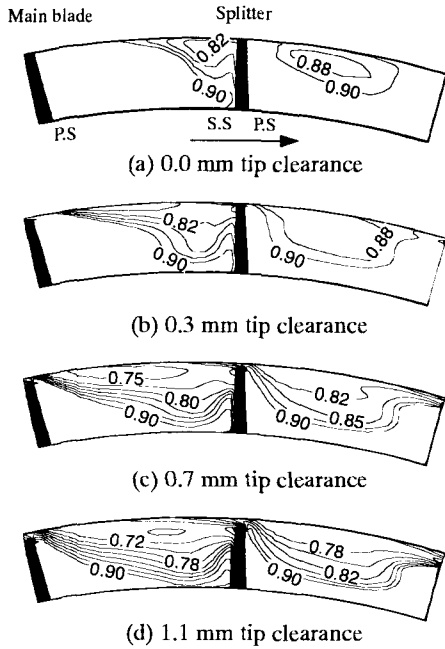 Main blade
Splitter
0.82
0.90
0.88
0.90
P.S
S.S
P.S
(a) 0.0 mm tip clearance
0.82
0.90
0.90
0.88
(b) 0.3 mm tip clearance
0.75
0.80
0.90
0.82
0.85
0.90
(c) 0.7 mm tip clearance
0.72
0.78
0.90
0.78
0.82
0.90
(d) 1.1 mm tip clearance